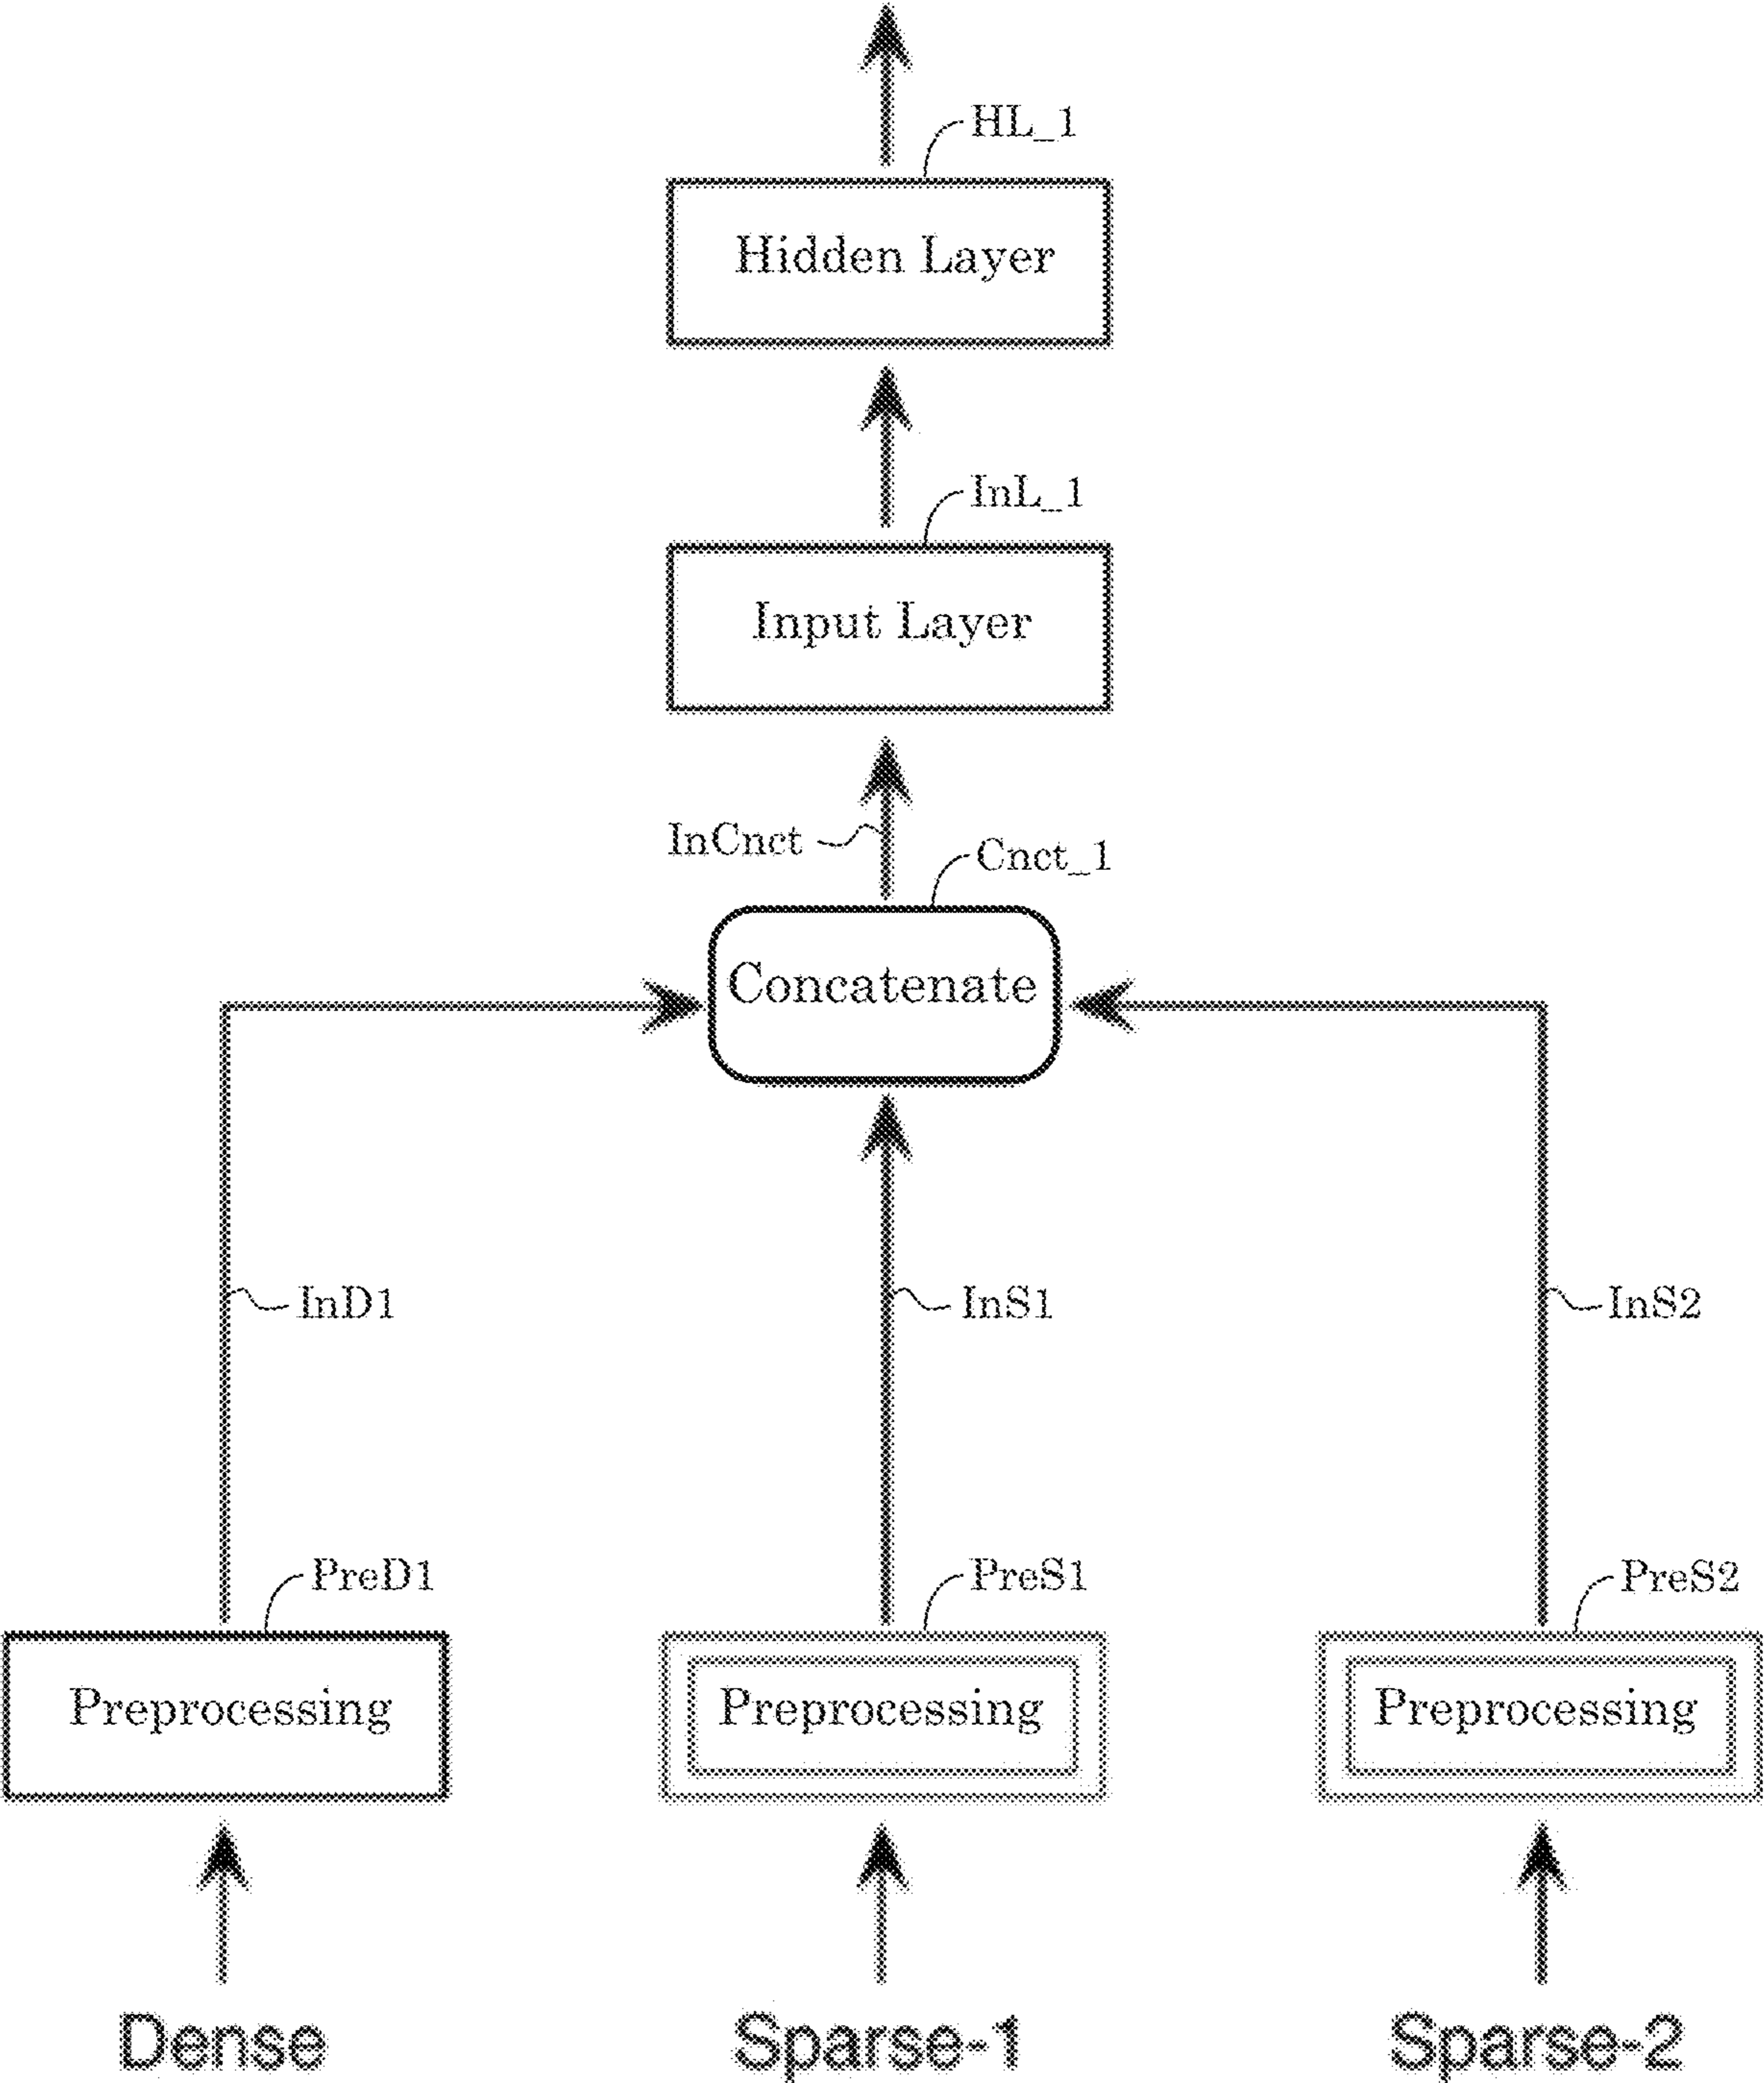 HL_1
Hidden Layer
InL_1
Input Layer
InCnct
Cnct_1
Concatenate
InD1
InS1
InS2
PreD1
PreS1
PreS2
Preprocessing
Preprocessing
Preprocessing
Dense
Sparse-1
Sparse-2